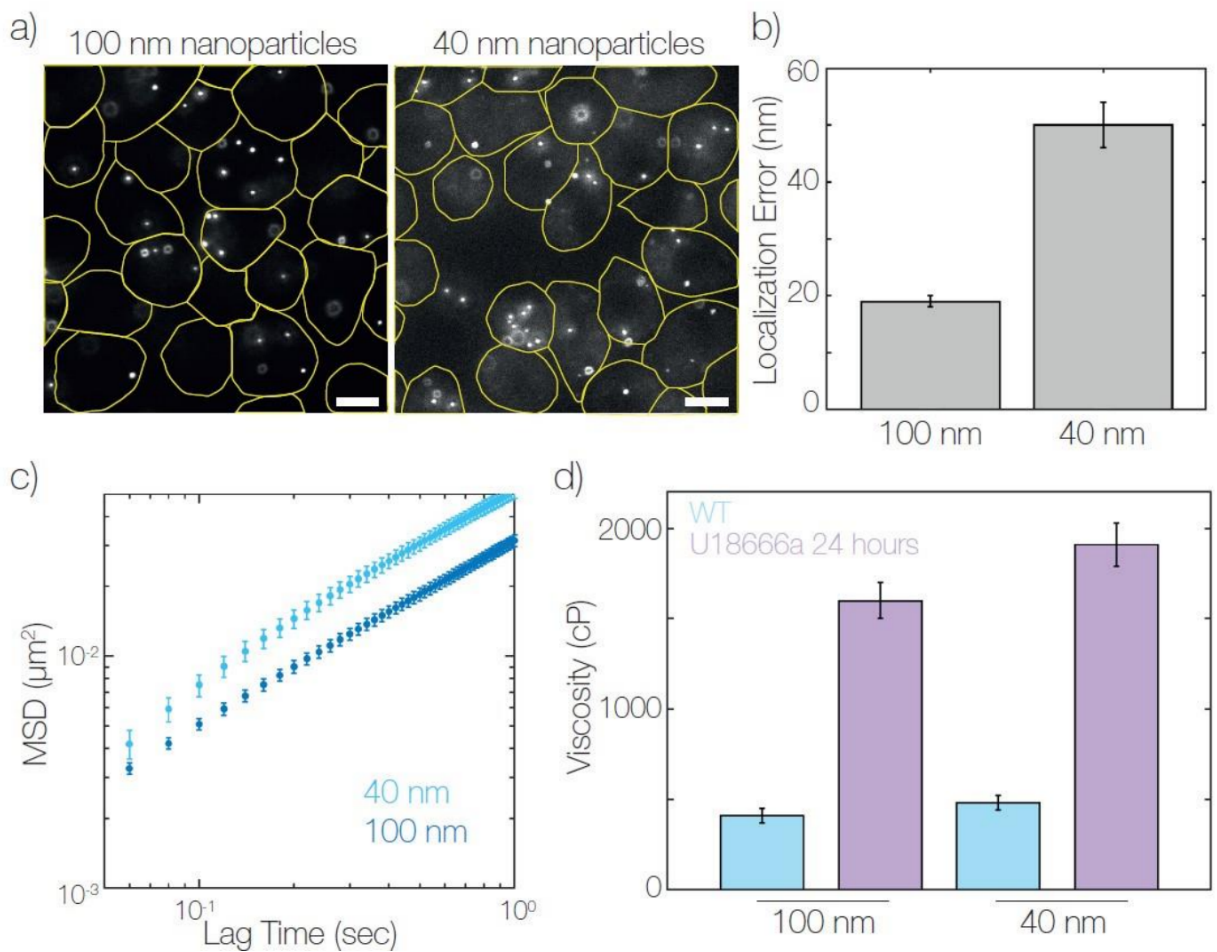 a)
100 nm nanoparticles
40 nm nanoparticles
b)
Localization Error (nm)
60
40
20
0
100 nm
40 nm
c)
MSD (µm²)
10⁻²
10⁻³
40 nm
100 nm
10⁻¹
10⁰
Lag Time (sec)
d)
Viscosity (cP)
WT
U18666a 24 hours
2000
1000
0
100 nm
40 nm